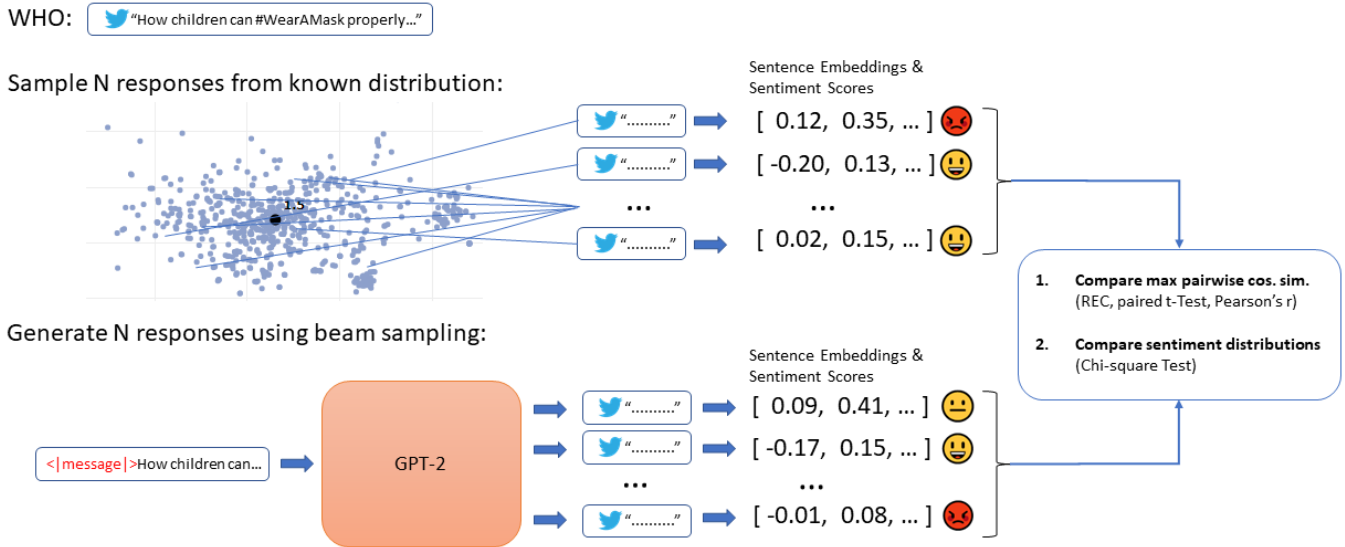 WHO:
"How children can #WearAMask properly..."
Sample N responses from known distribution:
Sentence Embeddings &
Sentiment Scores
1.5
".........."
[ 0.12, 0.35, ... ]
".........."
[ -0.20, 0.13, ... ]
...
...
".........."
[ 0.02, 0.15, ... ]
1. Compare max pairwise cos. sim.
(REC, paired t-Test, Pearson's r)
2. Compare sentiment distributions
(Chi-square Test)
Generate N responses using beam sampling:
Sentence Embeddings &
Sentiment Scores
<|message|>How children can...
GPT-2
".........."
[ 0.09, 0.41, ... ]
".........."
[ -0.17, 0.15, ... ]
...
...
".........."
[ -0.01, 0.08, ... ]